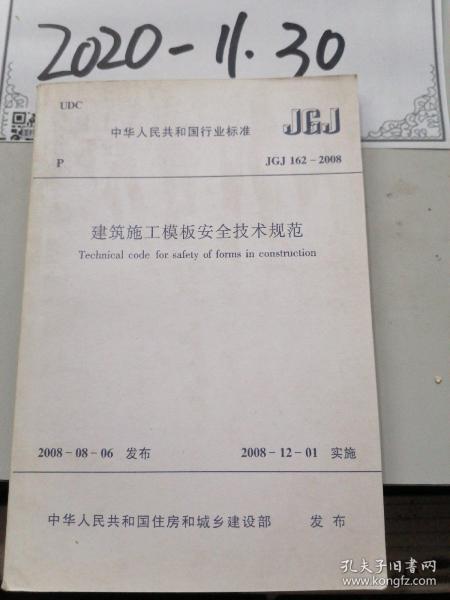 2020-11.30
UDC
JGJ
中华人民共和国行业标准
P
JGJ 162-2008
建筑施工模板安全技术规范
Technical code for safety of forms in construction
2008-08-06 发布 2008-12-01 实施
中华人民共和国住房和城乡建设部 发布
孔夫子旧书网
www.kongfz.com